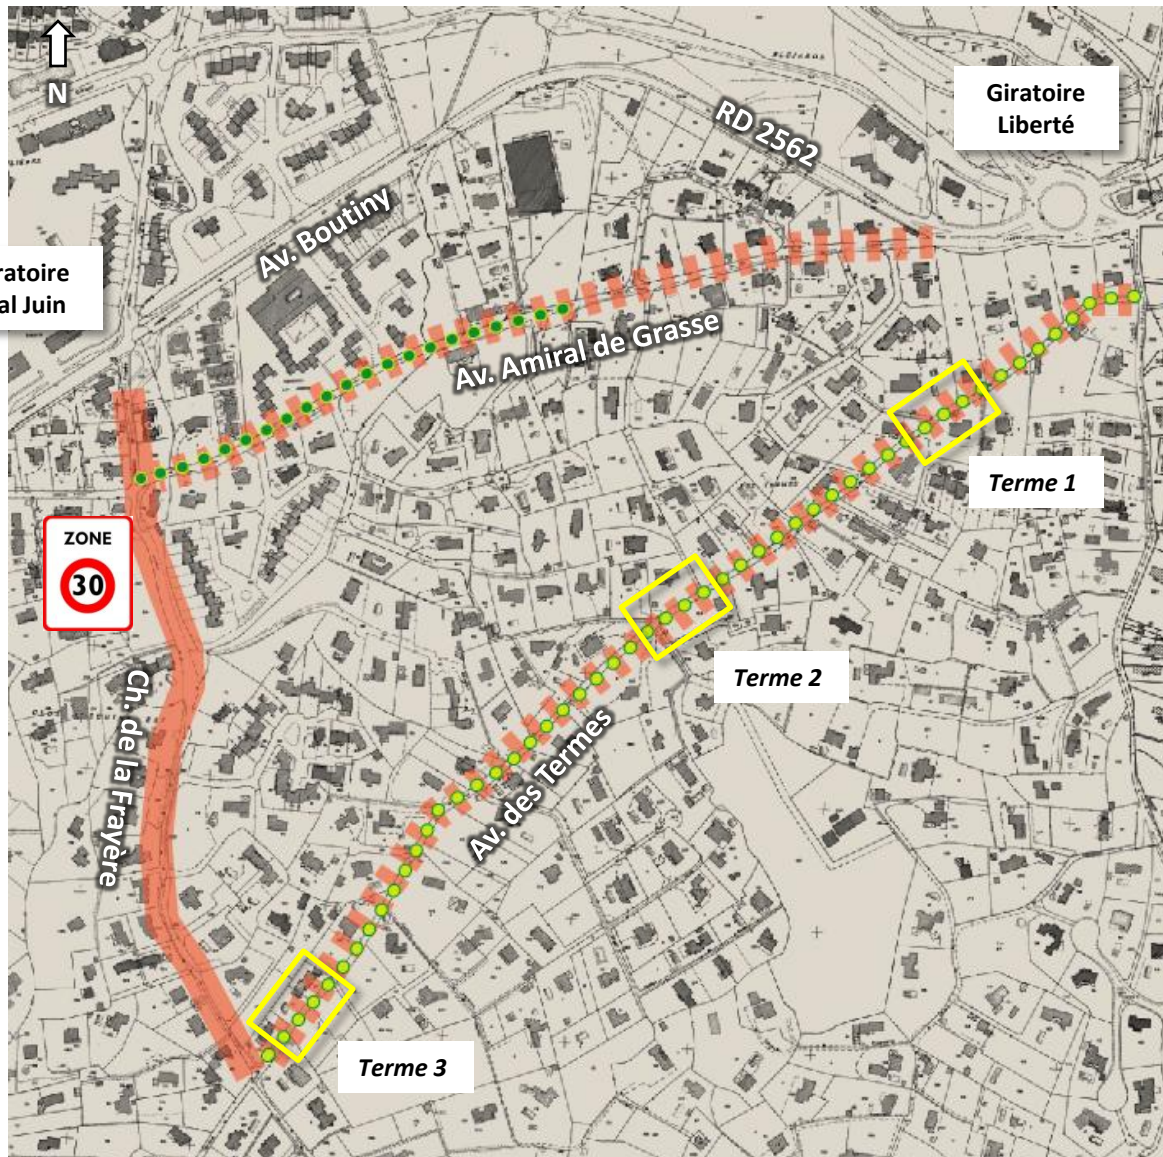 N
Giratoire
Liberté
RD 2562
Av. Boutiny
ratoire
al Juin
Av. Amiral de Grasse
Terme 1
ZONE
30
Terme 2
Ch. de la Frayère
Av. des Termes
Terme 3